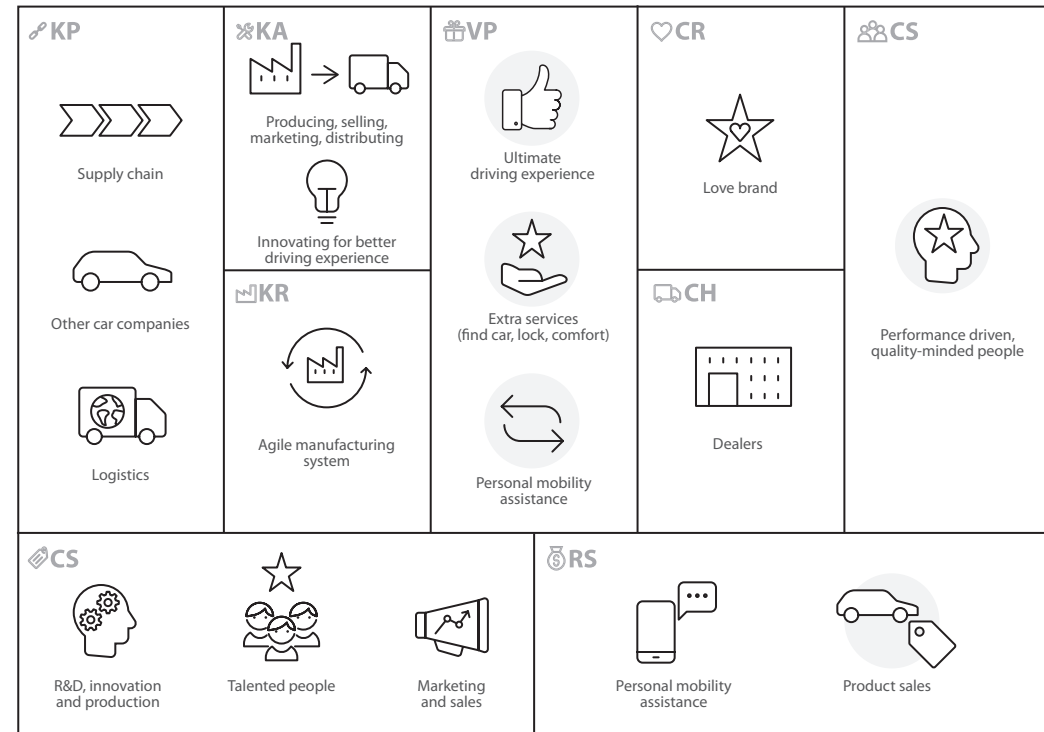 KP
Supply chain
Other car companies
Logistics
KA
Producing, selling,
marketing, distributing
Innovating for better
driving experience
KR
Agile manufacturing
system
VP
Ultimate
driving experience
Extra services
(find car, lock, comfort)
Personal mobility
assistance
CR
Love brand
CH
Dealers
CS
Performance driven,
quality-minded people
CS
R&D, innovation
and production
Talented people
Marketing
and sales
RS
Personal mobility
assistance
Product sales